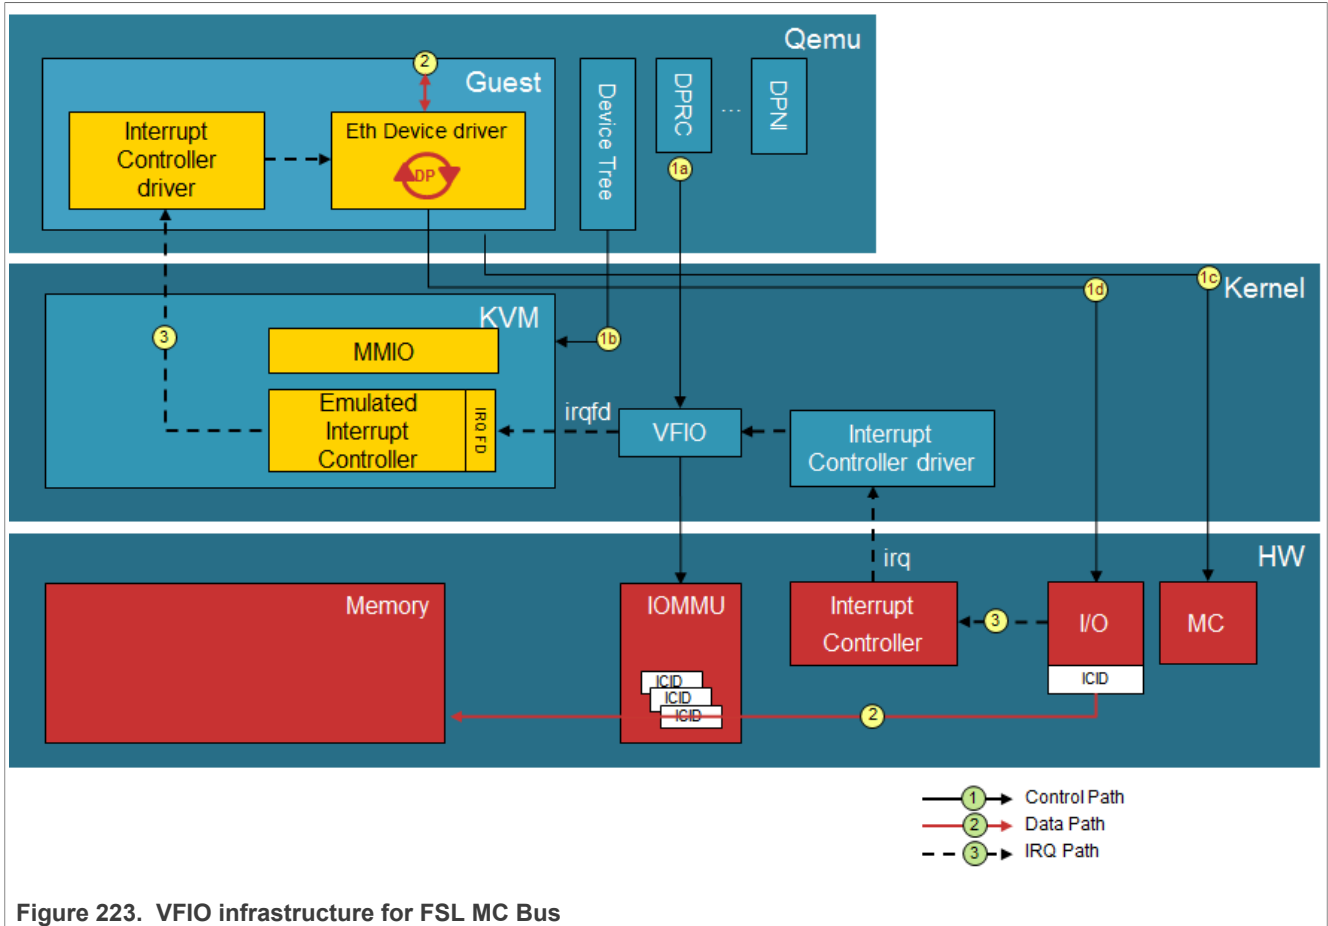 Qemu
Guest
2
Interrupt
Controller
driver
Eth Device driver
DP
Device Tree
DPRC
...
DPNI
1a
1c
1d
Kernel
KVM
3
1b
MMIO
Emulated
Interrupt
Controller
IRQ FD
irqfd
VFIO
Interrupt
Controller driver
HW
irq
Memory
IOMMU
Interrupt
Controller
3
I/O
MC
ICID
ICID
ICID
ICID
2
1 Control Path
2 Data Path
3 IRQ Path
Figure 223. VFIO infrastructure for FSL MC Bus